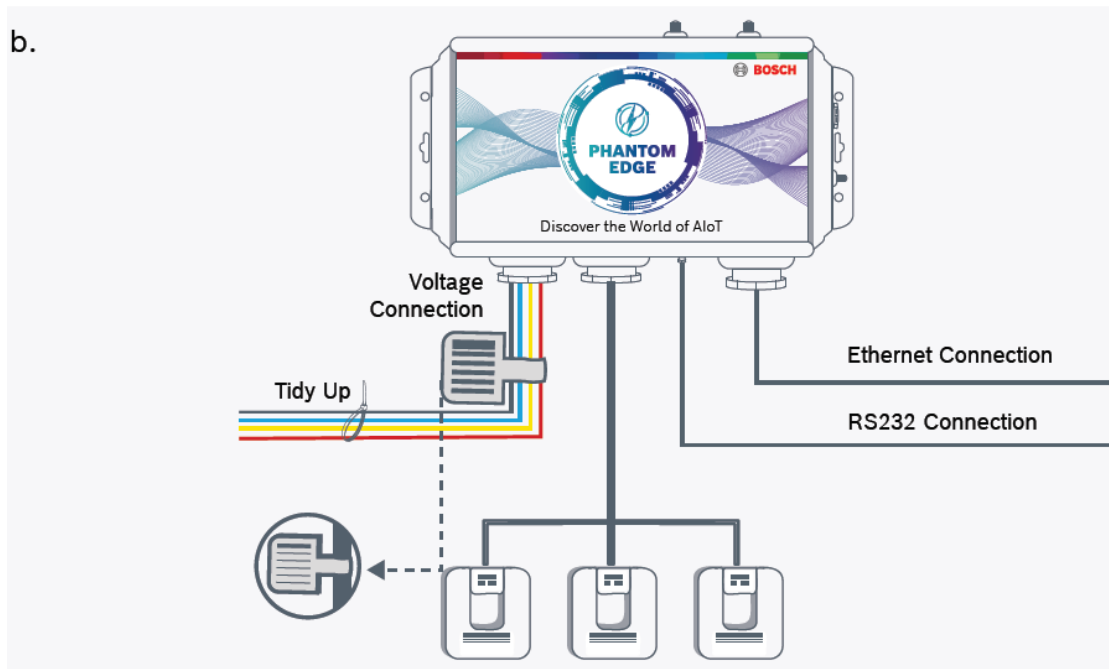 b.
BOSCH
PHANTOM
EDGE
Discover the World of AIoT
Voltage
Connection
Ethernet Connection
Tidy Up
RS232 Connection